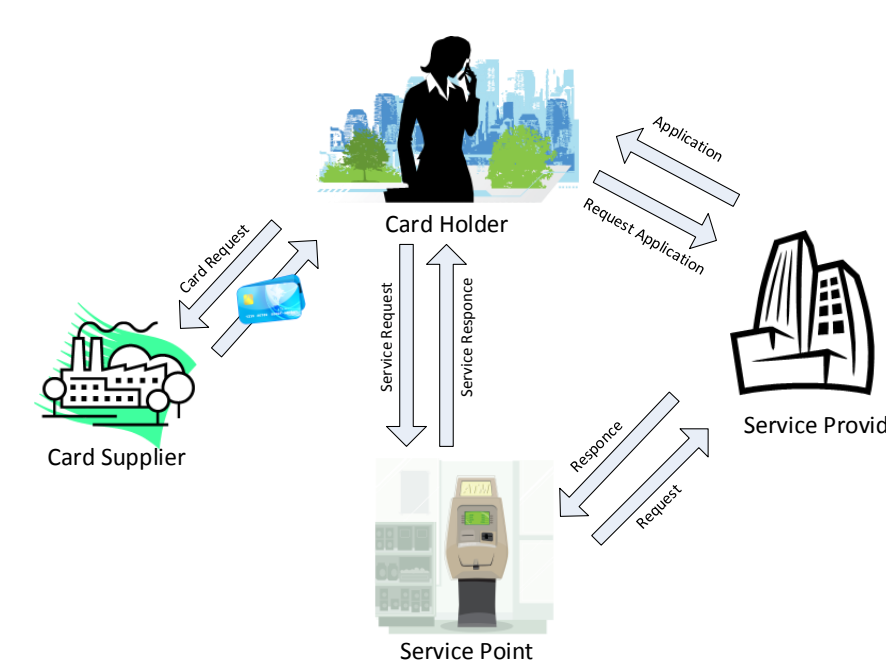 Application
Card Holder
Request Application
Card Request
Service Request
Service Responce
Service Provid
Card Supplier
Responce
Request
ATM
Service Point